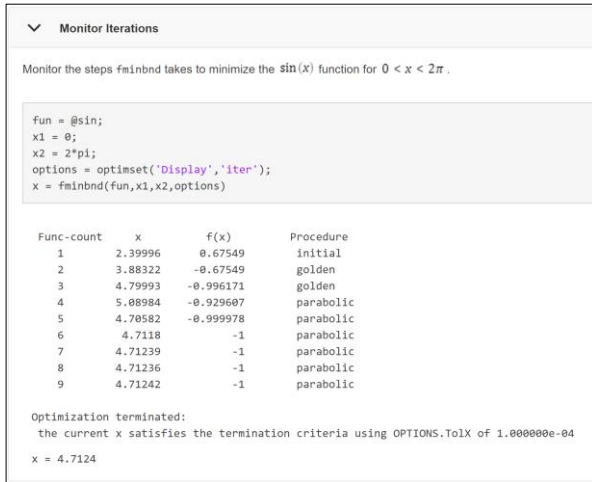 Monitor Iterations
Monitor the steps fminbnd takes to minimize the sin(x) function for 0 < x < 2π .
fun = @sin;
x1 = 0;
x2 = 2*pi;
options = optimset('Display','iter');
x = fminbnd(fun,x1,x2,options)
Func-count x f(x) Procedure
1 2.39996 0.67549 initial
2 3.88322 -0.67549 golden
3 4.79993 -0.996171 golden
4 5.08984 -0.929607 parabolic
5 4.70582 -0.999978 parabolic
6 4.7118 -1 parabolic
7 4.71239 -1 parabolic
8 4.71236 -1 parabolic
9 4.71242 -1 parabolic
Optimization terminated:
the current x satisfies the termination criteria using OPTIONS.TolX of 1.000000e-04
x = 4.7124